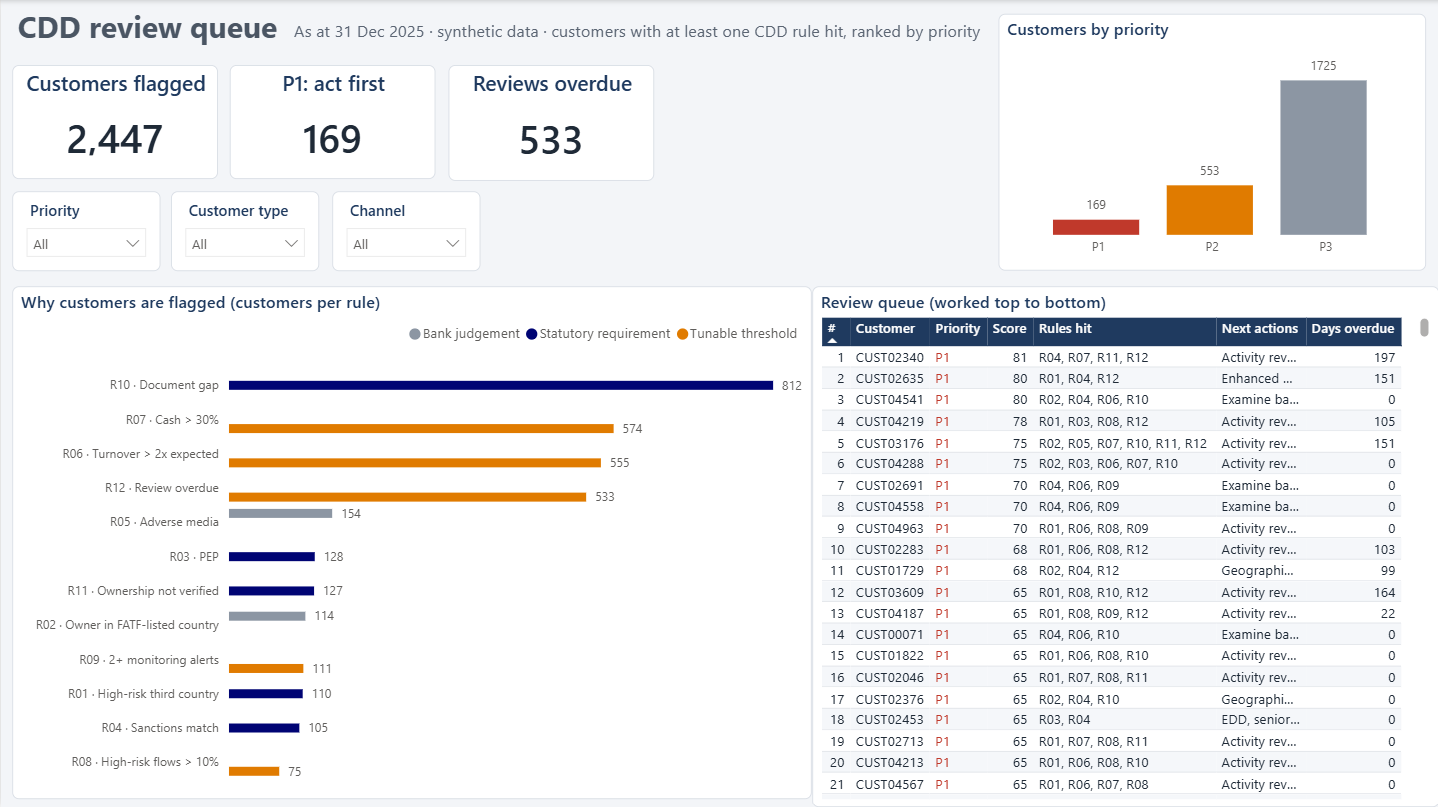 CDD review queue As at 31 Dec 2025 · synthetic data · customers with at least one CDD rule hit, ranked by priority
Customers flagged
2,447
P1: act first
169
Reviews overdue
533
Customers by priority
1725
553
169
P1 P2 P3
Priority
All
Customer type
All
Channel
All
Why customers are flagged (customers per rule)
Bank judgement Statutory requirement Tunable threshold
R10 · Document gap 812
R07 · Cash > 30% 574
R06 · Turnover > 2x expected 555
R12 · Review overdue 533
R05 · Adverse media 154
R03 · PEP 128
R11 · Ownership not verified 127
R02 · Owner in FATF-listed country 114
R09 · 2+ monitoring alerts 111
R01 · High-risk third country 110
R04 · Sanctions match 105
R08 · High-risk flows > 10% 75
Review queue (worked top to bottom)
# Customer Priority Score Rules hit Next actions Days overdue
1 CUST02340 P1 81 R04, R07, R11, R12 Activity rev... 197
2 CUST02635 P1 80 R01, R04, R12 Enhanced ... 151
3 CUST04541 P1 80 R02, R04, R06, R10 Examine ba... 0
4 CUST04219 P1 78 R01, R03, R08, R12 Activity rev... 105
5 CUST03176 P1 75 R02, R05, R07, R10, R11, R12 Activity rev... 151
6 CUST04288 P1 75 R02, R03, R06, R07, R10 Activity rev... 0
7 CUST02691 P1 70 R04, R06, R09 Examine ba... 0
8 CUST04558 P1 70 R04, R06, R09 Examine ba... 0
9 CUST04963 P1 70 R01, R06, R08, R09 Activity rev... 0
10 CUST02283 P1 68 R01, R06, R08, R12 Activity rev... 103
11 CUST01729 P1 68 R02, R04, R12 Geographi... 99
12 CUST03609 P1 65 R01, R08, R10, R12 Activity rev... 164
13 CUST04187 P1 65 R01, R08, R09, R12 Activity rev... 22
14 CUST00071 P1 65 R04, R06, R10 Examine ba... 0
15 CUST01822 P1 65 R01, R06, R08, R10 Activity rev... 0
16 CUST02046 P1 65 R01, R07, R08, R11 Activity rev... 0
17 CUST02376 P1 65 R02, R04, R10 Geographi... 0
18 CUST02453 P1 65 R03, R04 EDD, senior... 0
19 CUST02713 P1 65 R01, R07, R08, R11 Activity rev... 0
20 CUST04213 P1 65 R01, R06, R08, R10 Activity rev... 0
21 CUST04567 P1 65 R01, R06, R07, R08 Activity rev... 0